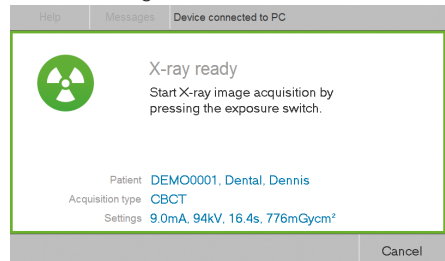 Help Messages Device connected to PC
X-ray ready
Start X-ray image acquisition by
pressing the exposure switch.
Patient DEMO0001, Dental, Dennis
Acquisition type CBCT
Settings 9.0mA, 94kV, 16.4s, 776mGycm²
Cancel